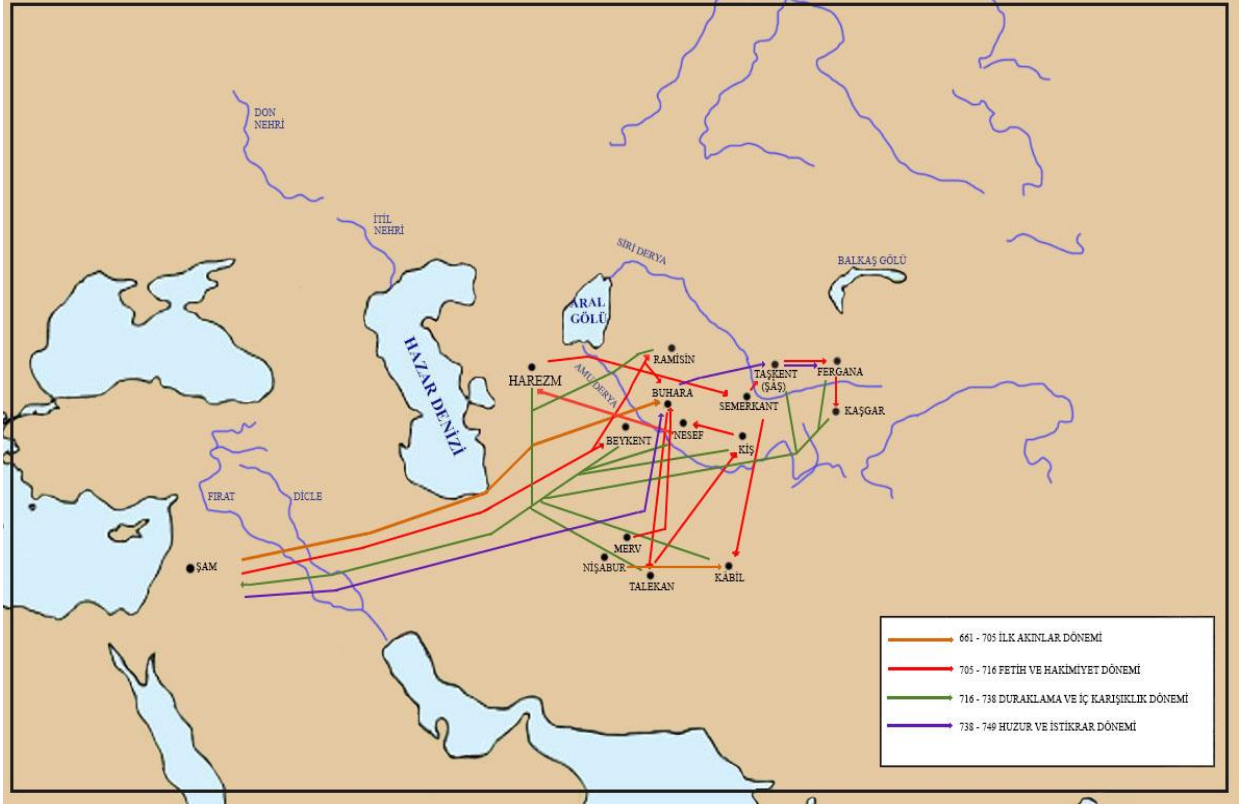 DON
NEHRİ
İTİL
NEHRİ
SİRİ DERYA
BALKAŞ GÖLÜ
ARAL
GÖLÜ
HAZAR DENİZİ
AMU DERYA
RAMISİN
HAREZM
BUHARA
SEMERKANT
TAŞKENT
(ŞAŞ)
FERGANA
KAŞGAR
BEYKENT
NESEF
KİŞ
FIRAT
DİCLE
ŞAM
MERV
NİŞABUR
TALEKAN
KABİL
661 - 705 İLK AKINLAR DÖNEMİ
705 - 716 FETİH VE HAKİMİYET DÖNEMİ
716 - 738 DURAKLAMA VE İÇ KARIŞIKLIK DÖNEMİ
738 - 749 HUZUR VE İSTİKRAR DÖNEMİ